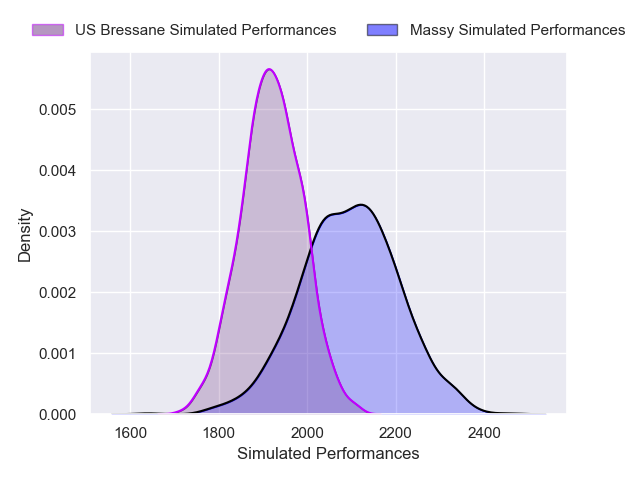 US Bressane Simulated Performances
Massy Simulated Performances
0.005
0.004
0.003
0.002
0.001
0.000
Density
1600 1800 2000 2200 2400
Simulated Performances